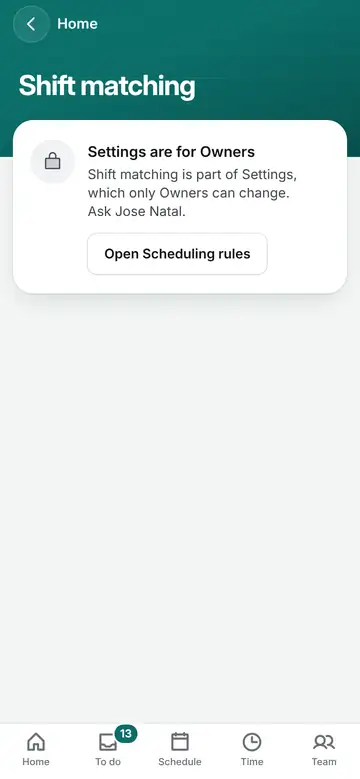 Home
Shift matching
Settings are for Owners
Shift matching is part of Settings,
which only Owners can change.
Ask Jose Natal.
Open Scheduling rules
13
Home
To do
Schedule
Time
Team